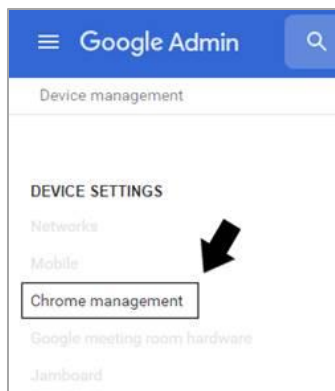 Google Admin
Device management
DEVICE SETTINGS
Networks
Mobile
Chrome management
Google meeting room hardware
Jamboard